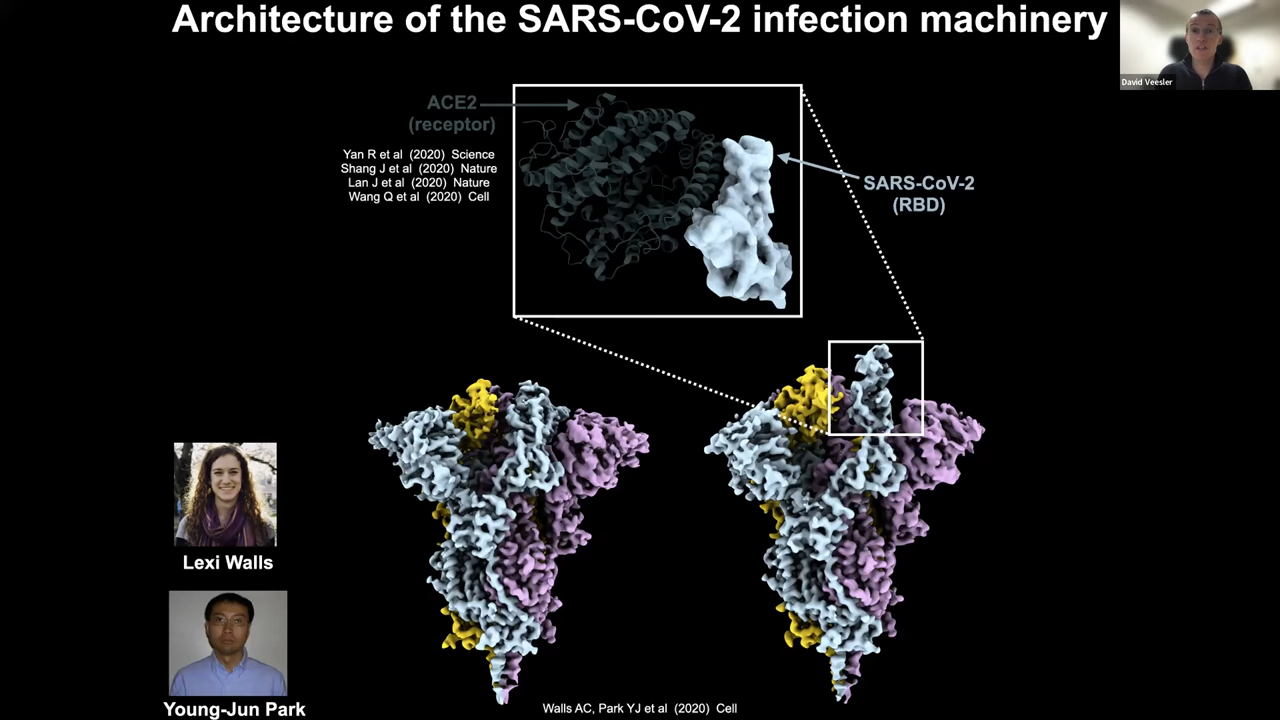 Architecture of the SARS-CoV-2 infection machinery
David Veesler
ACE2
(receptor)
Yan R et al (2020) Science
Shang J et al (2020) Nature
Lan J et al (2020) Nature
Wang Q et al (2020) Cell
SARS-CoV-2
(RBD)
Lexi Walls
Young-Jun Park
Walls AC, Park YJ et al (2020) Cell